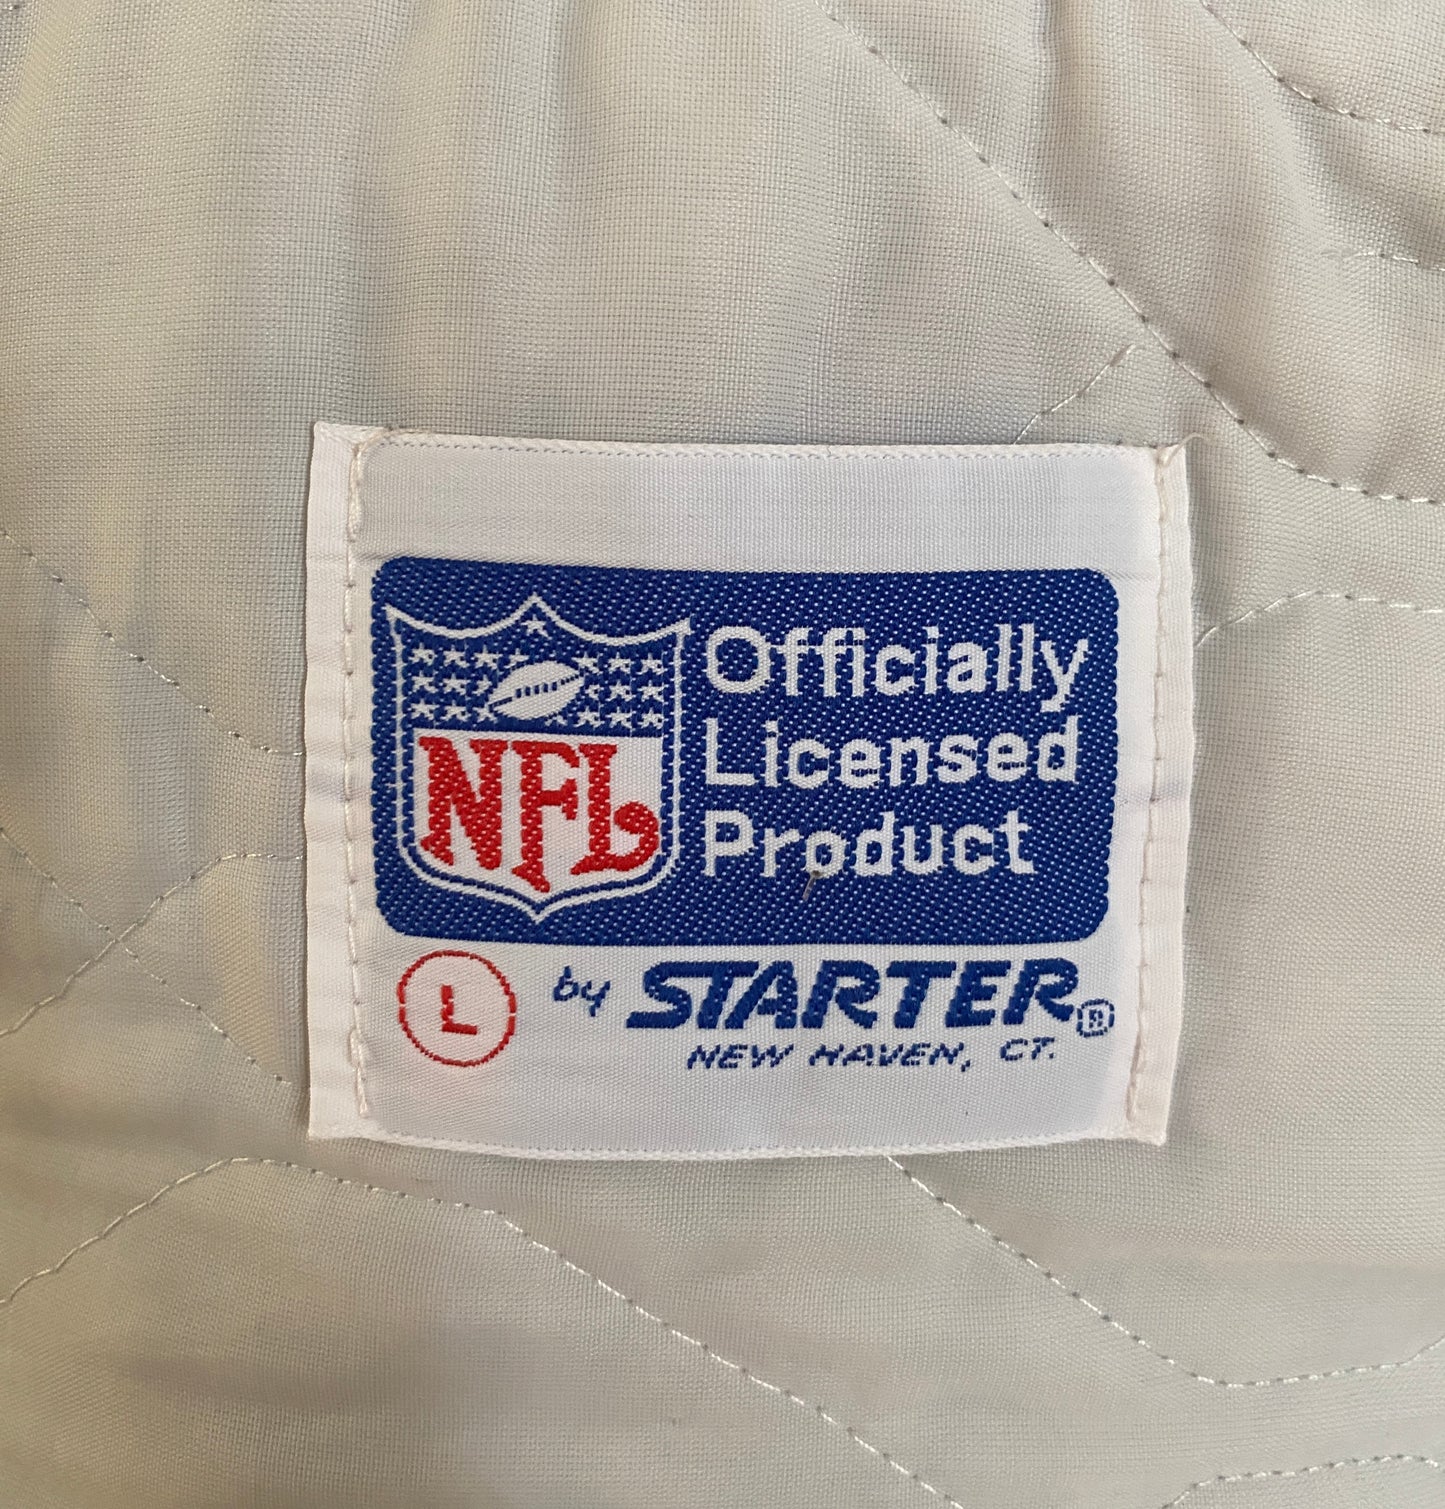 NFL
Officially
Licensed
Product
L
by STARTER®
NEW HAVEN, CT.